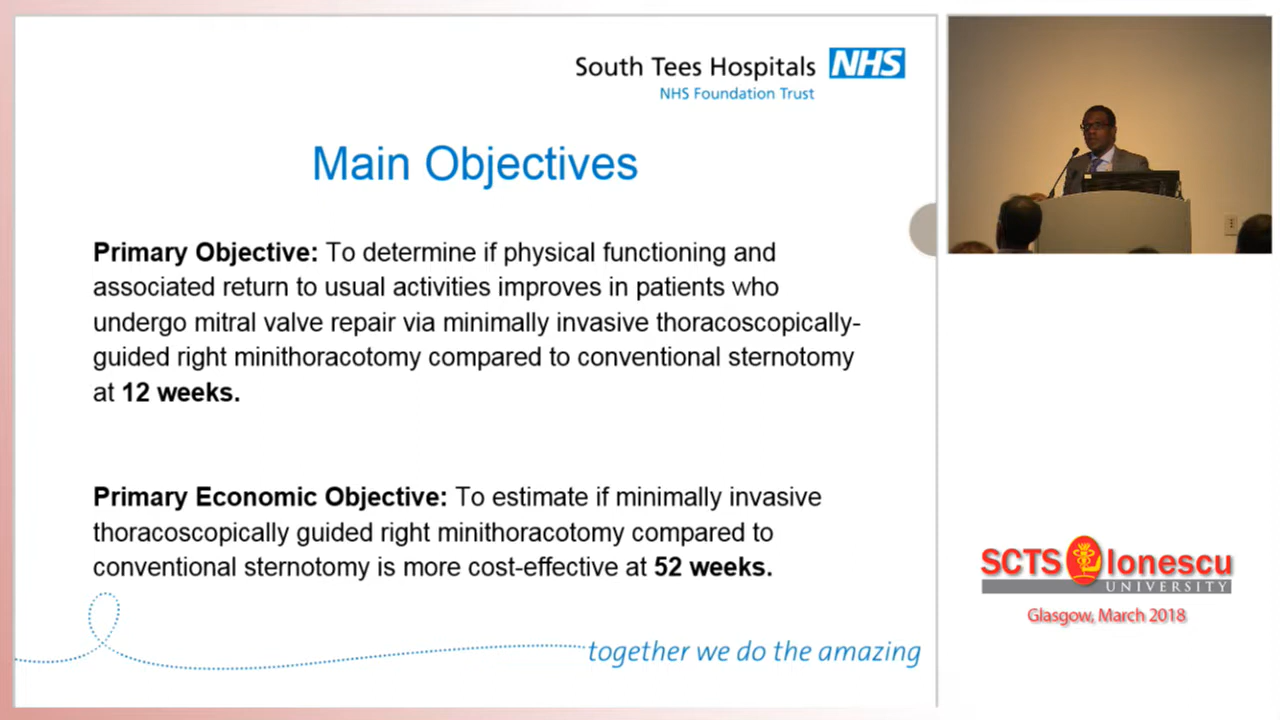 South Tees Hospitals NHS
NHS Foundation Trust
Main Objectives
Primary Objective: To determine if physical functioning and
associated return to usual activities improves in patients who
undergo mitral valve repair via minimally invasive thoracoscopically-
guided right minithoracotomy compared to conventional sternotomy
at 12 weeks.
Primary Economic Objective: To estimate if minimally invasive
thoracoscopically guided right minithoracotomy compared to
conventional sternotomy is more cost-effective at 52 weeks.
together we do the amazing
SCTS Ionescu
UNIVERSITY
Glasgow, March 2018